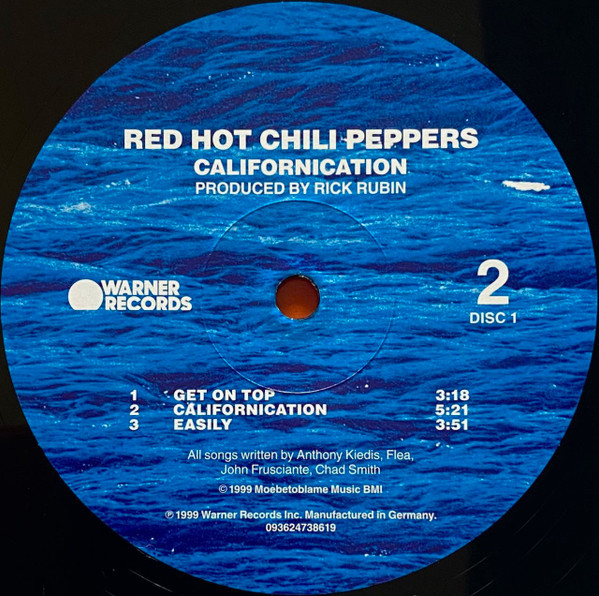 RED HOT CHILI PEPPERS
CALIFORNICATION
PRODUCED BY RICK RUBIN
WARNER
RECORDS
2
DISC 1
1 GET ON TOP 3:18
2 CALIFORNICATION 5:21
3 EASILY 3:51
All songs written by Anthony Kiedis, Flea,
John Frusciante, Chad Smith
© 1999 Moebetoblame Music BMI
℗ 1999 Warner Records Inc. Manufactured in Germany.
093624738619